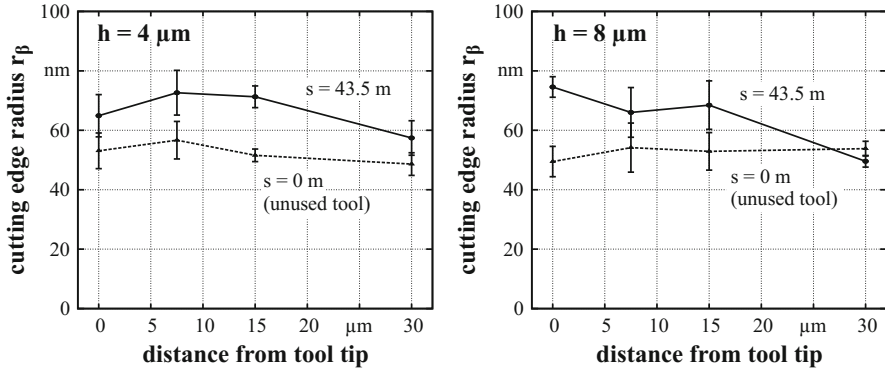 cutting edge radius rβ
100
nm
60
40
20
0
h = 4 µm
s = 43.5 m
s = 0 m
(unused tool)
0 5 10 15 20 µm 30
distance from tool tip
cutting edge radius rβ
100
nm
60
40
20
0
h = 8 µm
s = 43.5 m
s = 0 m
(unused tool)
0 5 10 15 20 µm 30
distance from tool tip